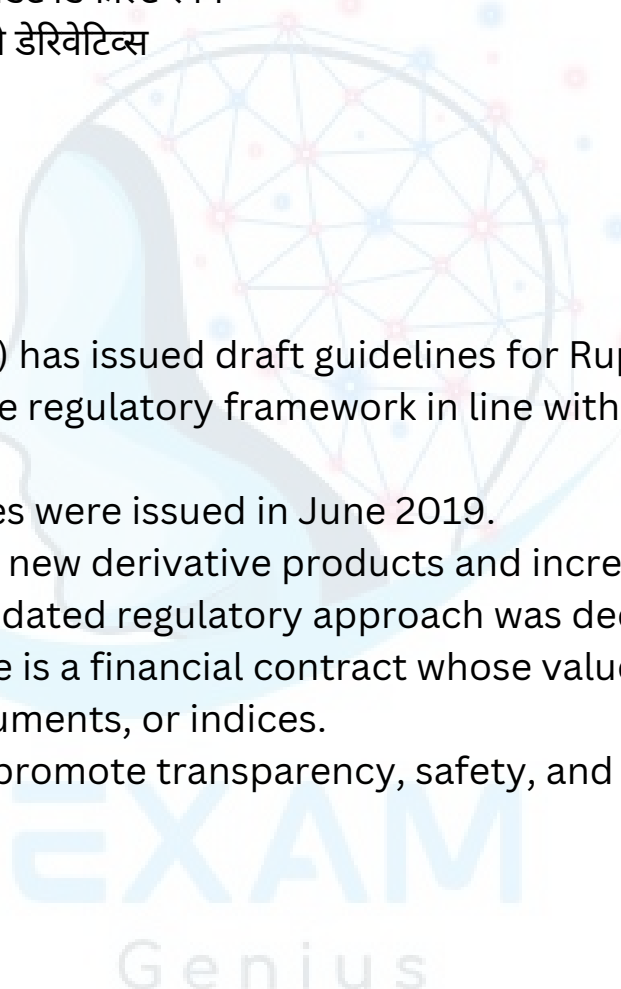 डेरिवेटिव्स
) has issued draft guidelines for Ru
e regulatory framework in line with
es were issued in June 2019.
new derivative products and incre
dated regulatory approach was de
e is a financial contract whose valu
uments, or indices.
promote transparency, safety, and
EXAM
Genius